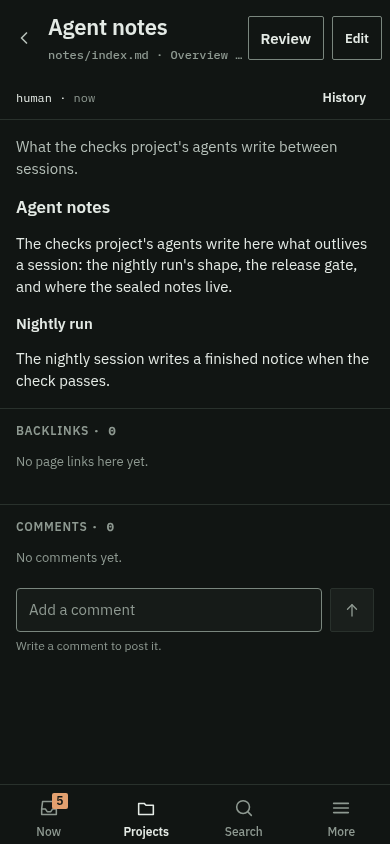 Agent notes
notes/index.md · Overview …
Review
Edit
human · now
History
What the checks project's agents write between
sessions.
Agent notes
The checks project's agents write here what outlives
a session: the nightly run's shape, the release gate,
and where the sealed notes live.
Nightly run
The nightly session writes a finished notice when the
check passes.
BACKLINKS · 0
No page links here yet.
COMMENTS · 0
No comments yet.
Add a comment
Write a comment to post it.
5
Now
Projects
Search
More